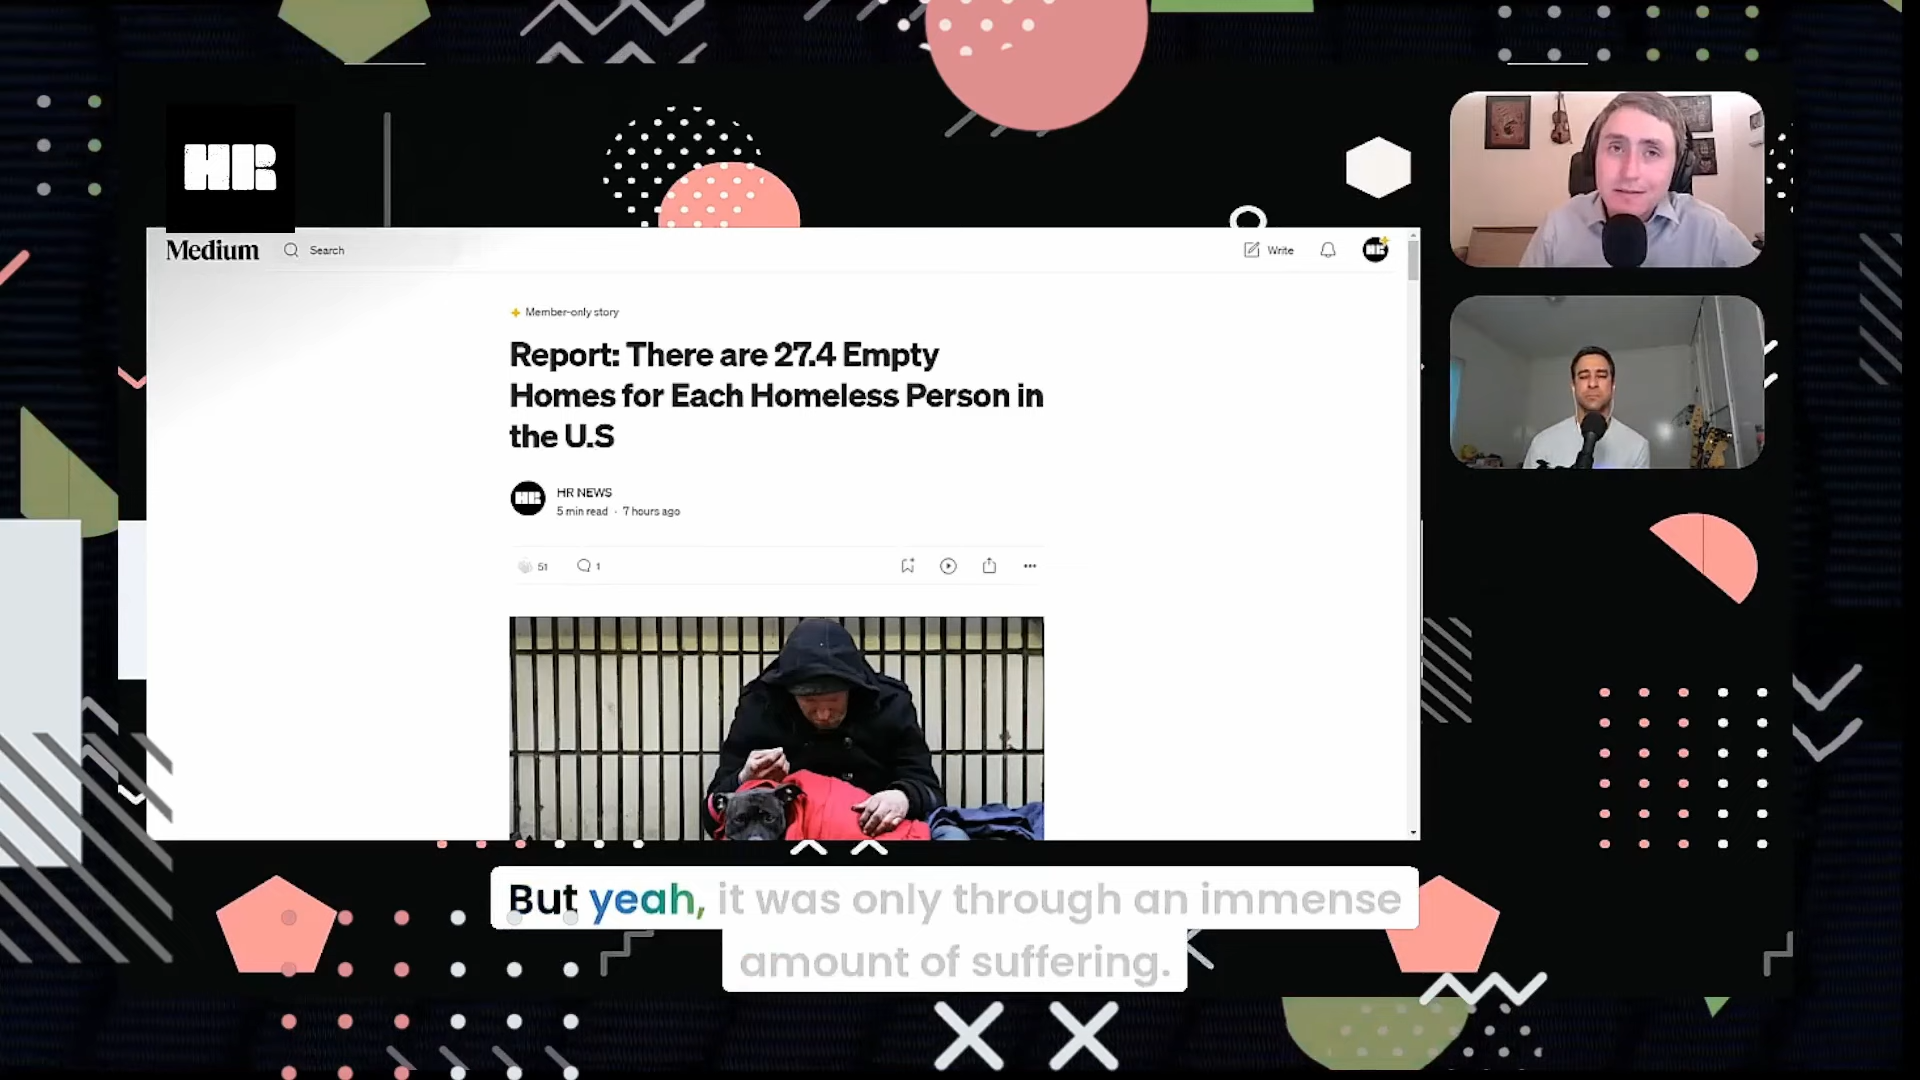 HR
Medium
Search
Write
HR
Member-only story
Report: There are 27.4 Empty
Homes for Each Homeless Person in
the U.S
HR
HR NEWS
5 min read · 7 hours ago
51
1
But yeah, it was only through an immense
amount of suffering.